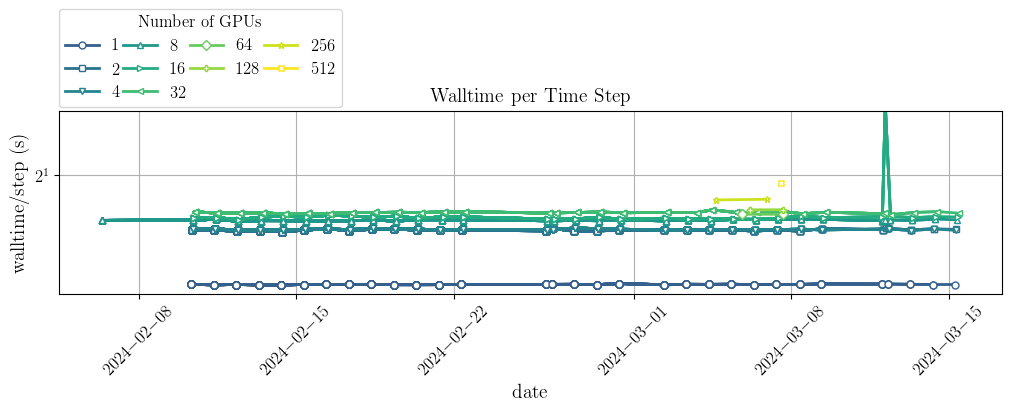 Number of GPUs
1 8 64 256
2 16 128 512
4 32
Walltime per Time Step
walltime/step (s)
2^1
2024−02−08 2024−02−15 2024−02−22 2024−03−01 2024−03−08 2024−03−15
date